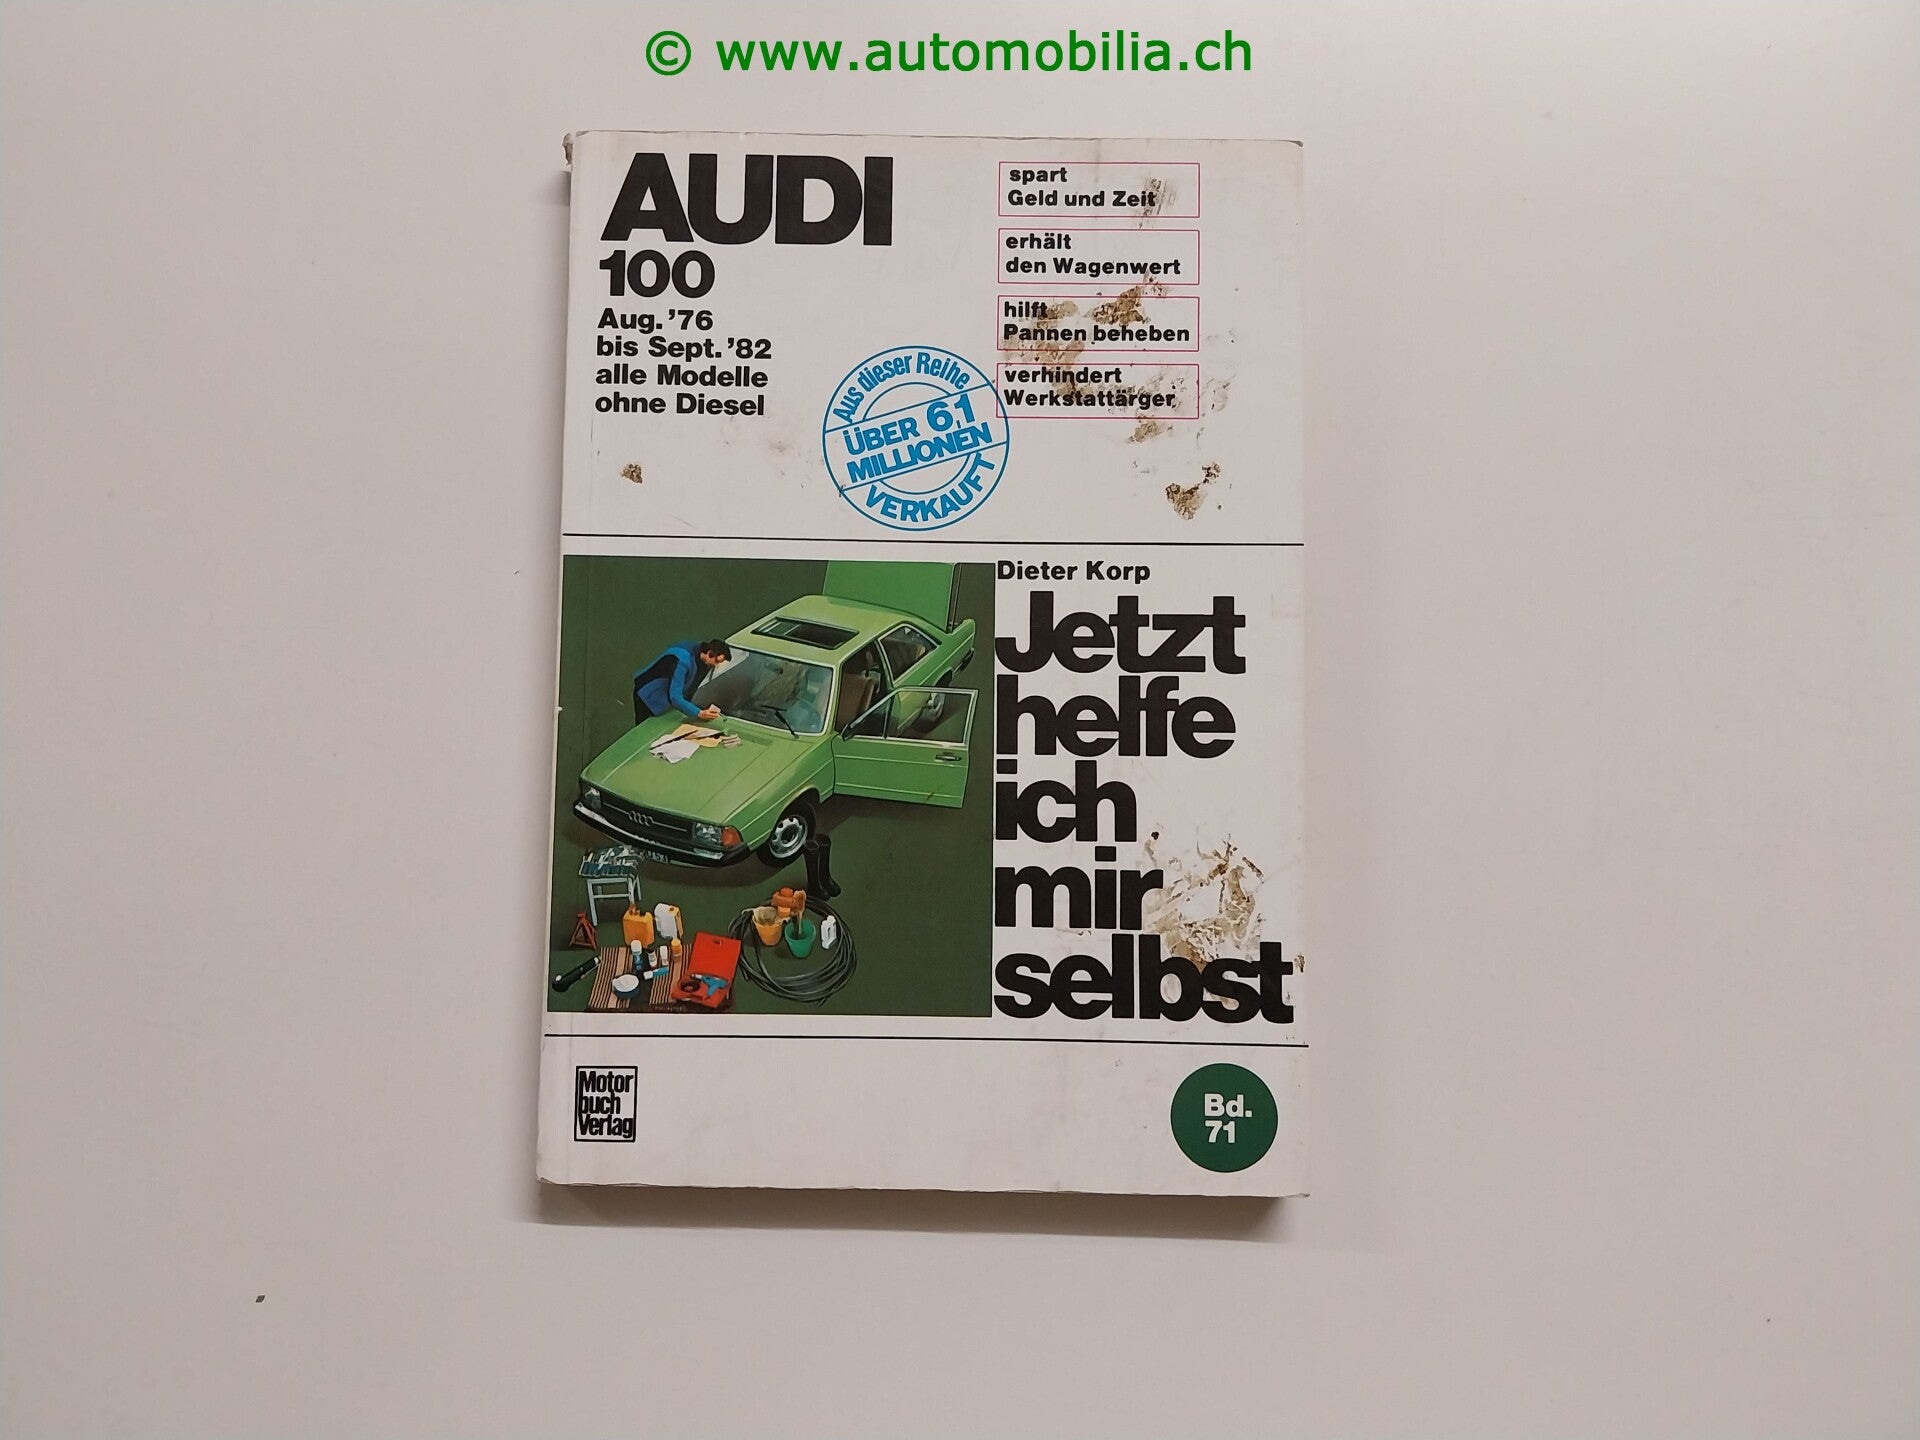 © www.automobilia.ch
AUDI
100
Aug. '76
bis Sept. '82
alle Modelle
ohne Diesel
spart
Geld und Zeit
erhält
den Wagenwert
hilft
Pannen beheben
verhindert
Werkstattärger
Aus dieser Reihe
ÜBER 6,1
MILLIONEN
VERKAUFT
Dieter Korp
Jetzt
helfe
ich
mir
selbst
Motor
buch
Verlag
Bd.
71